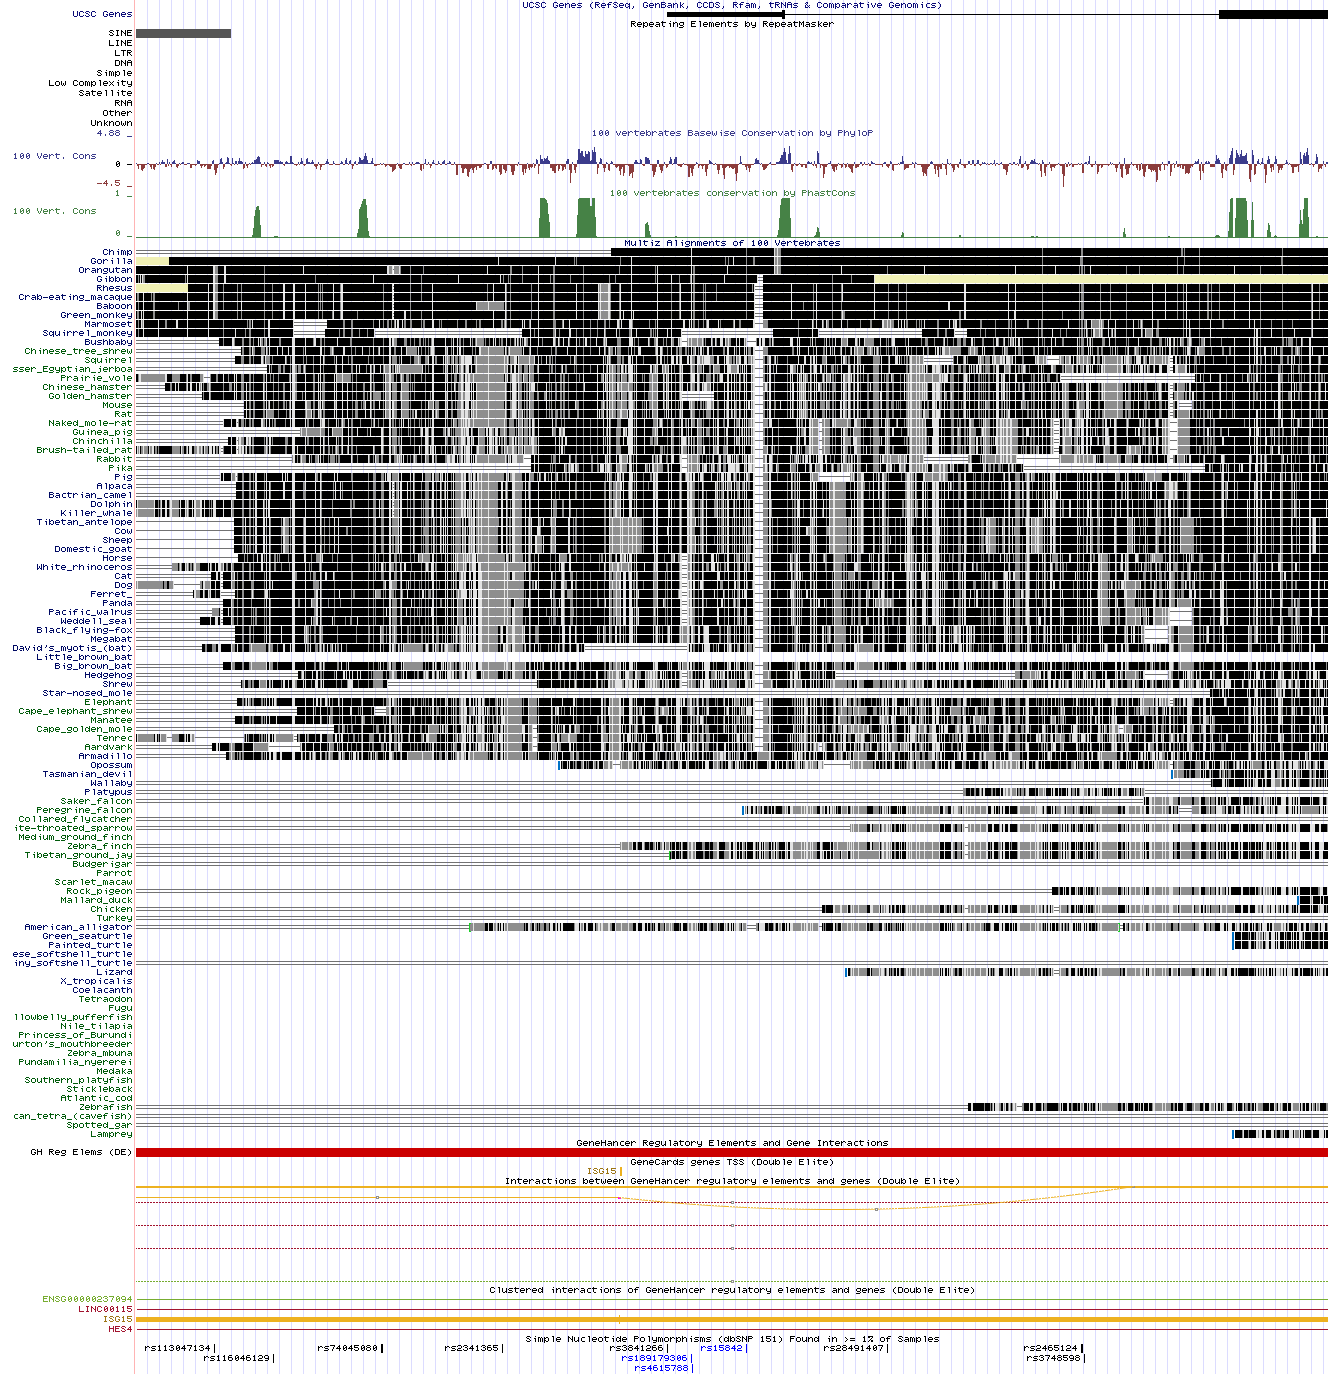 UCSC Genes (RefSeq, GenBank, CCDS, Rfam, tRNAs & Comparative Genomics)
UCSC Genes
Repeating Elements by RepeatMasker
SINE
LINE
LTR
DNA
Simple
Low Complexity
Satellite
RNA
Other
Unknown
4.88 _
100 vertebrates Basewise Conservation by PhyloP
100 Vert. Cons
0 _
-4.5 _
1 _
100 vertebrates conservation by PhastCons
100 Vert. Cons
0 _
Multiz Alignments of 100 Vertebrates
Chimp
Gorilla
Orangutan
Gibbon
Rhesus
Crab-eating_macaque
Baboon
Green_monkey
Marmoset
Squirrel_monkey
Bushbaby
Chinese_tree_shrew
Squirrel
sser_Egyptian_jerboa
Prairie_vole
Chinese_hamster
Golden_hamster
Mouse
Rat
Naked_mole-rat
Guinea_pig
Chinchilla
Brush-tailed_rat
Rabbit
Pika
Pig
Alpaca
Bactrian_camel
Dolphin
Killer_whale
Tibetan_antelope
Cow
Sheep
Domestic_goat
Horse
White_rhinoceros
Cat
Dog
Ferret_
Panda
Pacific_walrus
Weddell_seal
Black_flying-fox
Megabat
David's_myotis_(bat)
Little_brown_bat
Big_brown_bat
Hedgehog
Shrew
Star-nosed_mole
Elephant
Cape_elephant_shrew
Manatee
Cape_golden_mole
Tenrec
Aardvark
Armadillo
Opossum
Tasmanian_devil
Wallaby
Platypus
Saker_falcon
Peregrine_falcon
Collared_flycatcher
ite-throated_sparrow
Medium_ground_finch
Zebra_finch
Tibetan_ground_jay
Budgerigar
Parrot
Scarlet_macaw
Rock_pigeon
Mallard_duck
Chicken
Turkey
American_alligator
Green_seaturtle
Painted_turtle
ese_softshell_turtle
iny_softshell_turtle
Lizard
X_tropicalis
Coelacanth
Tetraodon
Fugu
llowbelly_pufferfish
Nile_tilapia
Princess_of_Burundi
urton's_mouthbreeder
Zebra_mbuna
Pundamilia_nyererei
Medaka
Southern_platyfish
Stickleback
Atlantic_cod
Zebrafish
can_tetra_(cavefish)
Spotted_gar
Lamprey
GeneHancer Regulatory Elements and Gene Interactions
GH Reg Elems (DE)
GeneCards genes TSS (Double Elite)
ISG15
Interactions between GeneHancer regulatory elements and genes (Double Elite)
Clustered interactions of GeneHancer regulatory elements and genes (Double Elite)
ENSG00000237094
LINC00115
ISG15
HES4
Simple Nucleotide Polymorphisms (dbSNP 151) Found in >= 1% of Samples
rs113047134 rs74045080 rs2341365 rs3841266 rs15842 rs28491407 rs2465124
rs116046129 rs189179306 rs3748598
rs4615788